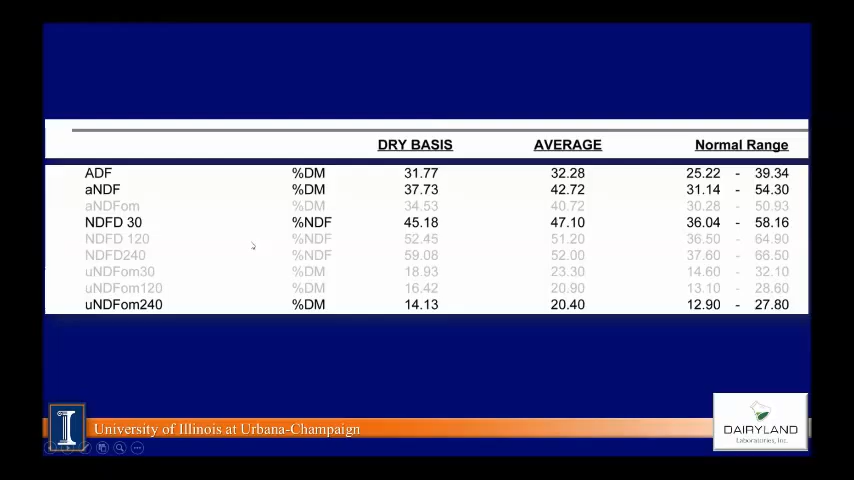 DRY BASIS AVERAGE Normal Range
ADF %DM 31.77 32.28 25.22 - 39.34
aNDF %DM 37.73 42.72 31.14 - 54.30
aNDFom %DM 34.53 40.72 30.28 - 50.93
NDFD 30 %NDF 45.18 47.10 36.04 - 58.16
NDFD 120 %NDF 52.45 51.20 36.50 - 64.90
NDFD240 %NDF 59.08 52.00 37.60 - 66.50
uNDFom30 %DM 18.93 23.30 14.60 - 32.10
uNDFom120 %DM 16.42 20.90 13.10 - 28.60
uNDFom240 %DM 14.13 20.40 12.90 - 27.80
I University of Illinois at Urbana-Champaign
DAIRYLAND
Laboratories, Inc.